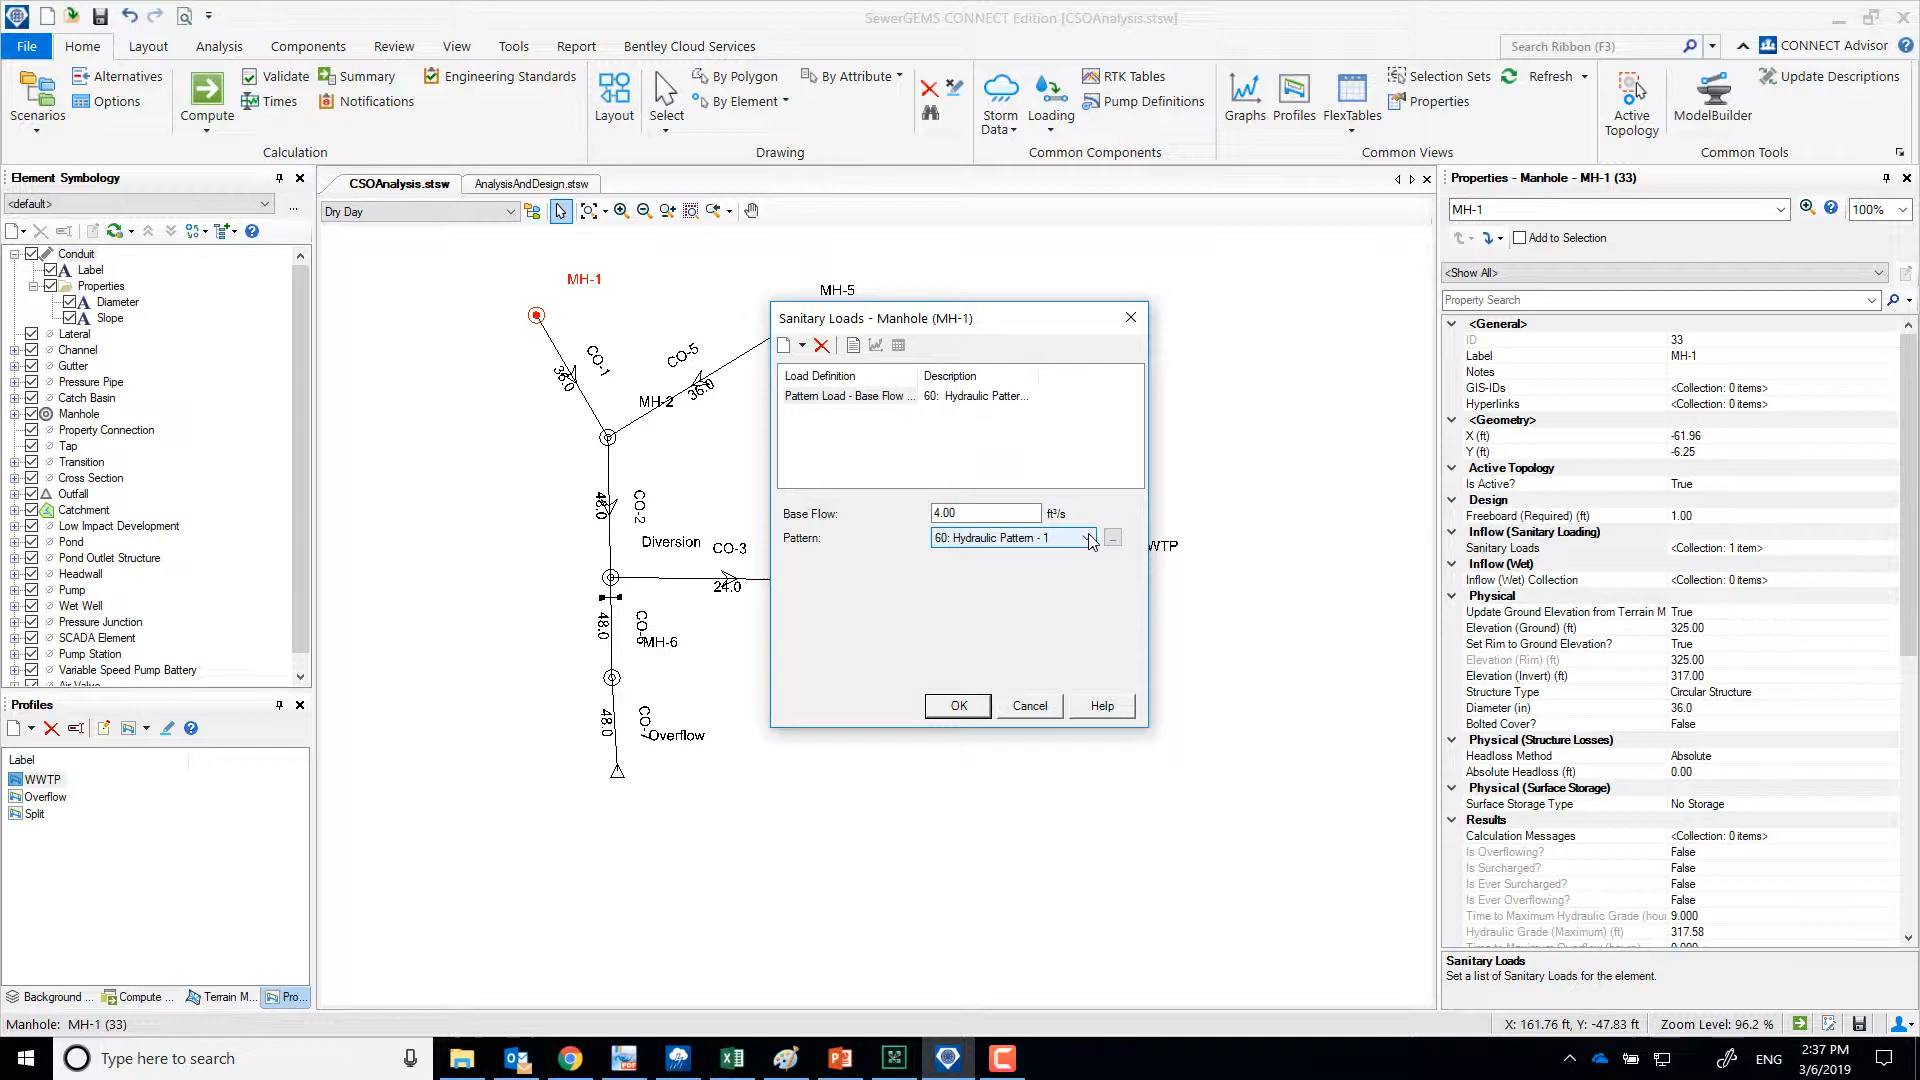 SewerGEMS CONNECT Edition [CSOAnalysis.stsw]
File
Home
Layout
Analysis
Components
Review
View
Tools
Report
Bentley Cloud Services
Search Ribbon (F3)
CONNECT Advisor
Scenarios
Alternatives
Options
Compute
Validate
Times
Summary
Notifications
Engineering Standards
Calculation
Layout
Select
By Polygon
By Element
By Attribute
Drawing
Storm Data
Loading
RTK Tables
Pump Definitions
Common Components
Graphs
Profiles
FlexTables
Selection Sets
Properties
Refresh
Common Views
Active Topology
ModelBuilder
Update Descriptions
Common Tools
Element Symbology
<default>
...
Conduit
Label
Properties
Diameter
Slope
Lateral
Channel
Gutter
Pressure Pipe
Catch Basin
Manhole
Property Connection
Tap
Transition
Cross Section
Outfall
Catchment
Low Impact Development
Pond
Pond Outlet Structure
Headwall
Pump
Wet Well
Pressure Junction
SCADA Element
Pump Station
Variable Speed Pump Battery
Air Valve
Profiles
Label
WWTP
Overflow
Split
Background ...
Compute ...
Terrain M...
Pro...
CSOAnalysis.stsw
AnalysisAndDesign.stsw
Dry Day
MH-1
MH-5
CO-1
36.0
CO-5
36.0
MH-2
CO-2
48.0
Diversion
CO-3
24.0
CO-6
48.0
MH-6
CO-7
48.0
Overflow
WTP
Sanitary Loads - Manhole (MH-1)
Load Definition
Description
Pattern Load - Base Flow ...
60: Hydraulic Patter...
Base Flow:
4.00
ft³/s
Pattern:
60: Hydraulic Pattern - 1
...
OK
Cancel
Help
Properties - Manhole - MH-1 (33)
MH-1
100%
Add to Selection
<Show All>
Property Search
<General>
ID 33
Label MH-1
Notes
GIS-IDs <Collection: 0 items>
Hyperlinks <Collection: 0 items>
<Geometry>
X (ft) -61.96
Y (ft) -6.25
Active Topology
Is Active? True
Design
Freeboard (Required) (ft) 1.00
Inflow (Sanitary Loading)
Sanitary Loads <Collection: 1 item>
Inflow (Wet)
Inflow (Wet) Collection <Collection: 0 items>
Physical
Update Ground Elevation from Terrain M True
Elevation (Ground) (ft) 325.00
Set Rim to Ground Elevation? True
Elevation (Rim) (ft) 325.00
Elevation (Invert) (ft) 317.00
Structure Type Circular Structure
Diameter (in) 36.0
Bolted Cover? False
Physical (Structure Losses)
Headloss Method Absolute
Absolute Headloss (ft) 0.00
Physical (Surface Storage)
Surface Storage Type No Storage
Results
Calculation Messages <Collection: 0 items>
Is Overflowing? False
Is Surcharged? False
Is Ever Surcharged? False
Is Ever Overflowing? False
Time to Maximum Hydraulic Grade (hour 9.000
Hydraulic Grade (Maximum) (ft) 317.58
Time to Maximum Overflow (hours) 0.000
Sanitary Loads
Set a list of Sanitary Loads for the element.
Manhole: MH-1 (33)
X: 161.76 ft, Y: -47.83 ft
Zoom Level: 96.2 %
Type here to search
ENG
2:37 PM
3/6/2019